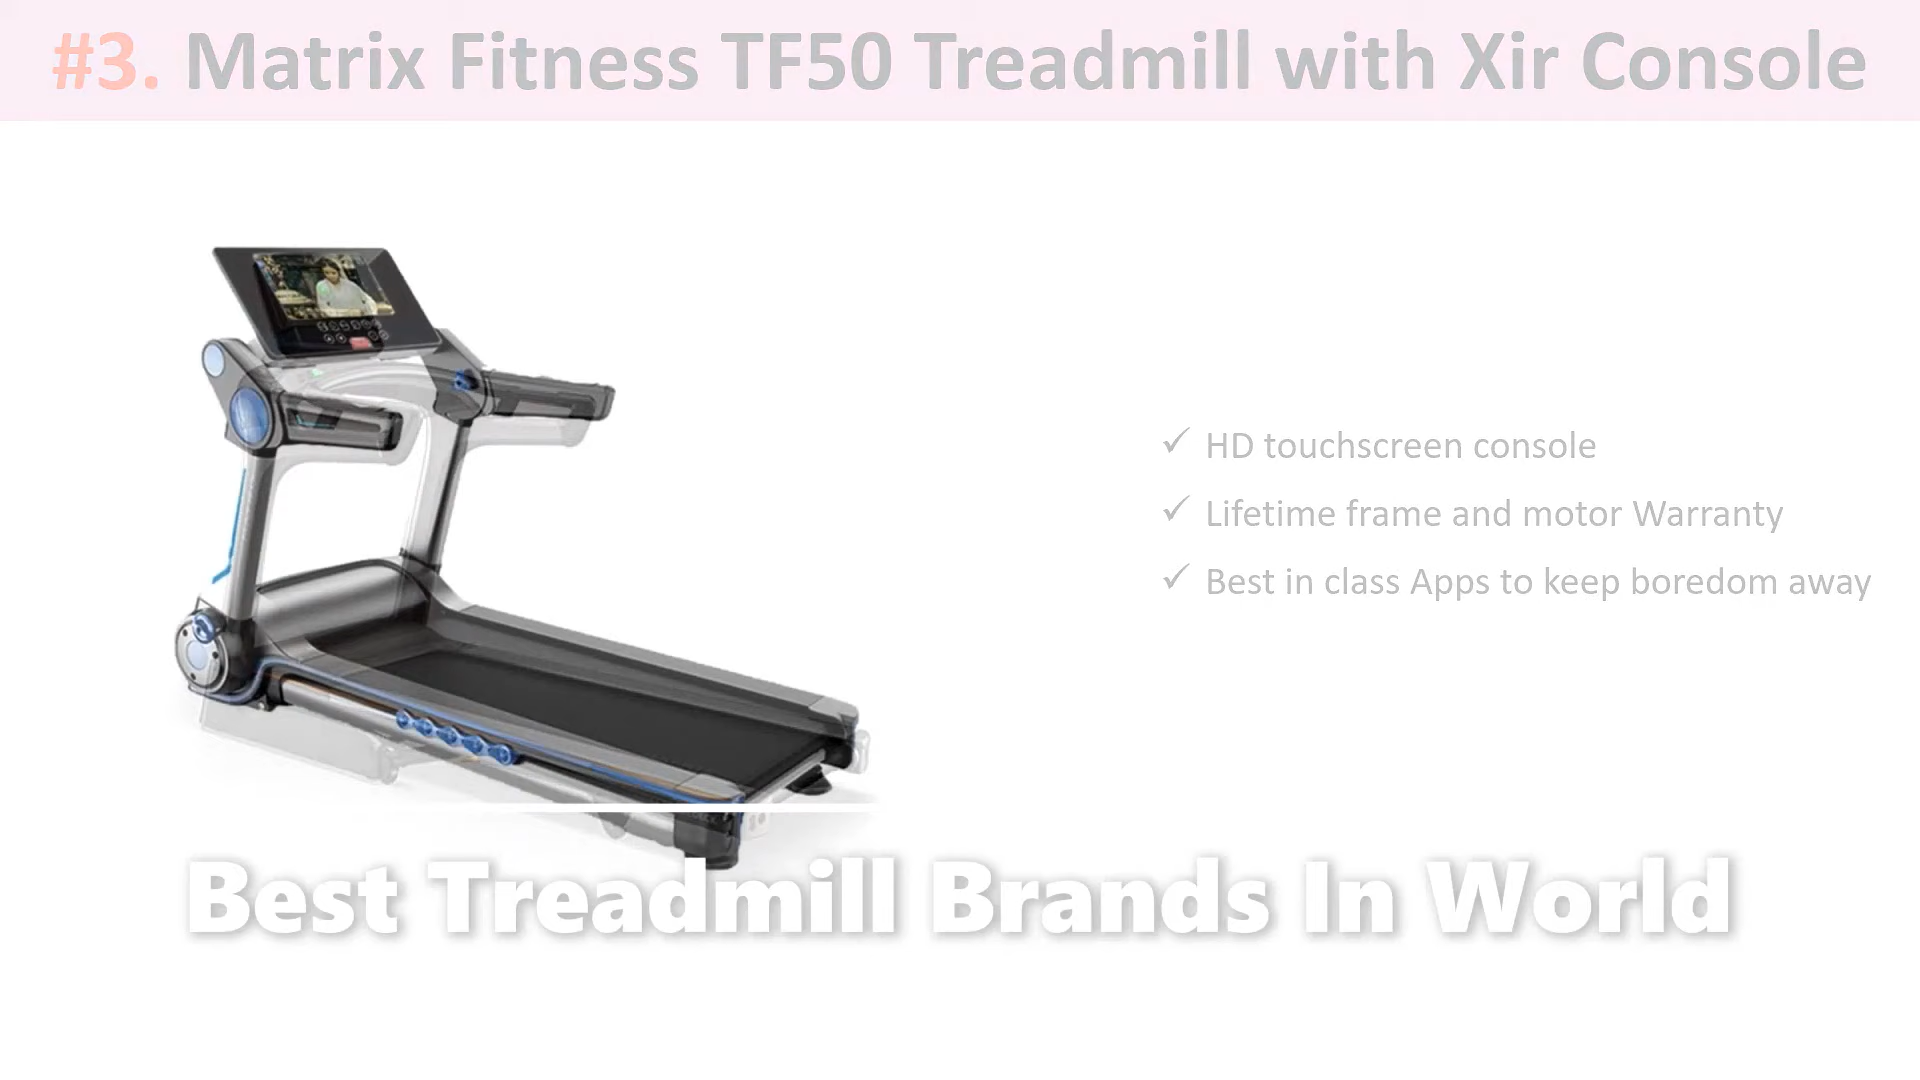 #3. Matrix Fitness TF50 Treadmill with Xir Console
✓ HD touchscreen console
✓ Lifetime frame and motor Warranty
✓ Best in class Apps to keep boredom away
Best Treadmill Brands In World